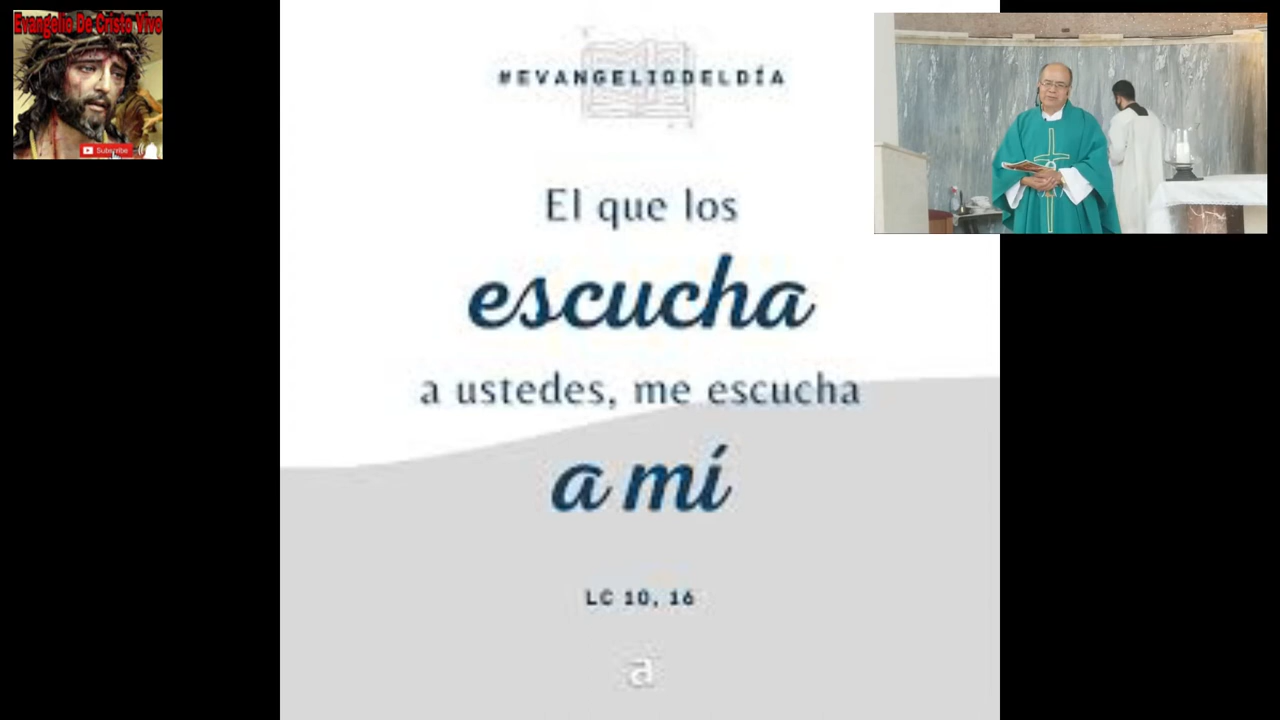 Evangelio De Cristo Vivo
Subscribe
#EVANGELIODELDÍA
El que los
escucha
a ustedes, me escucha
a mí
LC 10, 16
a